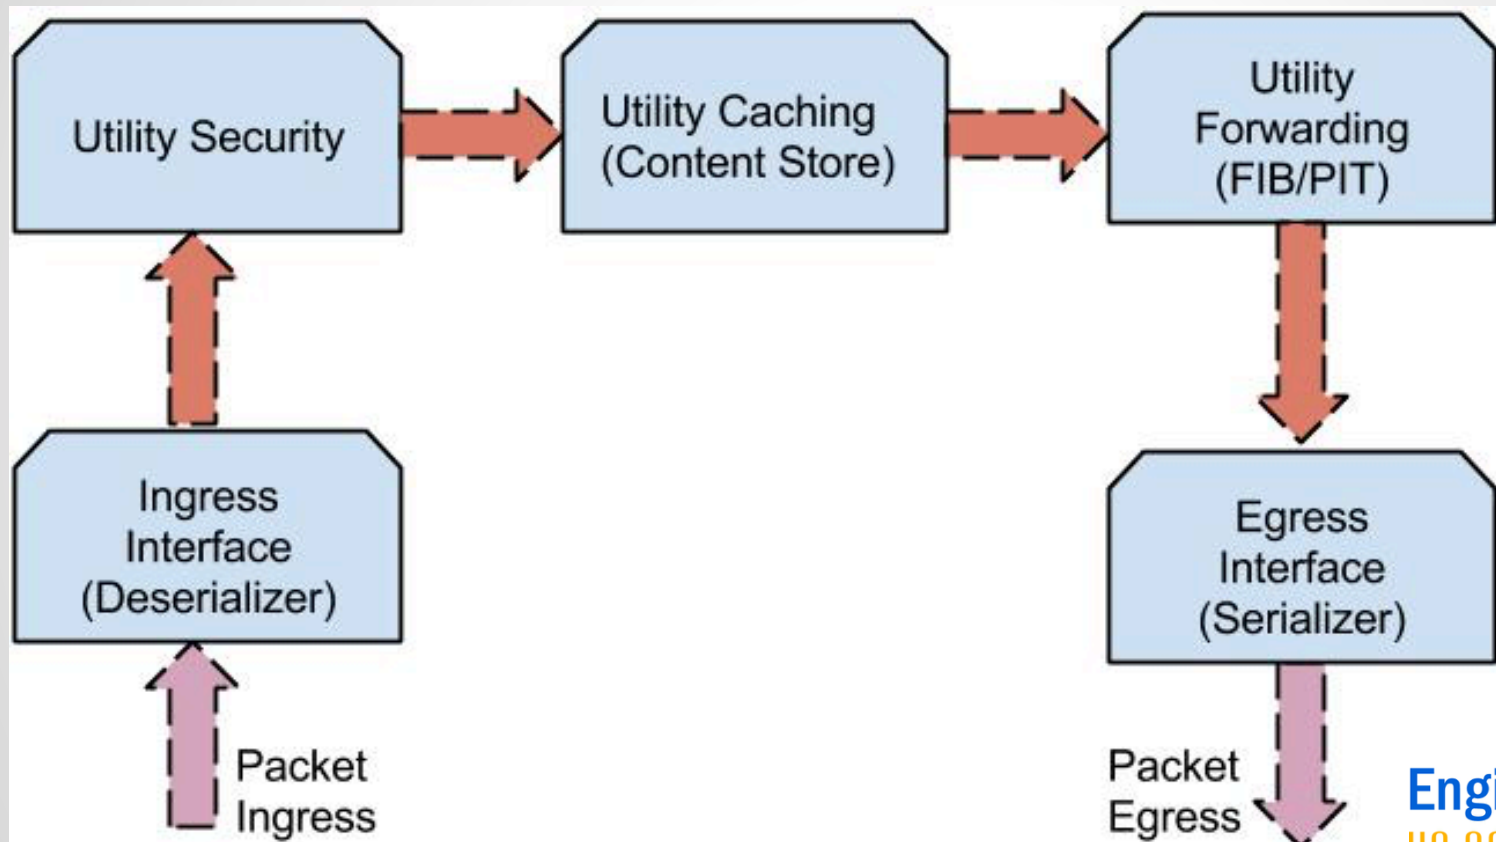 Utility Security
Utility Caching
(Content Store)
Utility
Forwarding
(FIB/PIT)
Ingress
Interface
(Deserializer)
Egress
Interface
(Serializer)
Packet
Ingress
Packet
Egress